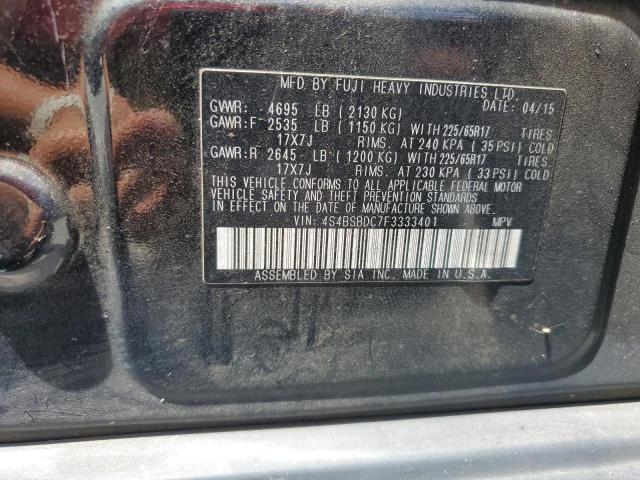 MFD. BY FUJI HEAVY INDUSTRIES LTD.
DATE: 04/15
GVWR: 4695 LB ( 2130 KG)
GAWR:F 2535 LB ( 1150 KG) WITH 225/65R17 TIRES
17X7J RIMS. AT 240 KPA ( 35 PSI) COLD
GAWR:R 2645 LB ( 1200 KG) WITH 225/65R17 TIRES
17X7J RIMS. AT 230 KPA ( 33 PSI) COLD
THIS VEHICLE CONFORMS TO ALL APPLICABLE FEDERAL MOTOR
VEHICLE SAFETY AND THEFT PREVENTION STANDARDS IN
EFFECT ON THE DATE OF MANUFACTURE SHOWN ABOVE.
VIN: 4S4BSBDC7F3333401 MPV
ASSEMBLED BY SIA INC. MADE IN U.S.A.